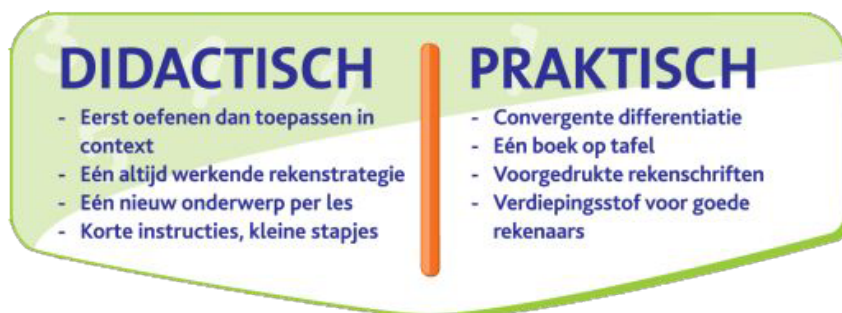 DIDACTISCH
- Eerst oefenen dan toepassen in
context
- Eén altijd werkende rekenstrategie
- Eén nieuw onderwerp per les
- Korte instructies, kleine stapjes
PRAKTISCH
- Convergente differentiatie
- Eén boek op tafel
- Voorgedrukte rekenschriften
- Verdiepingsstof voor goede
rekenaars